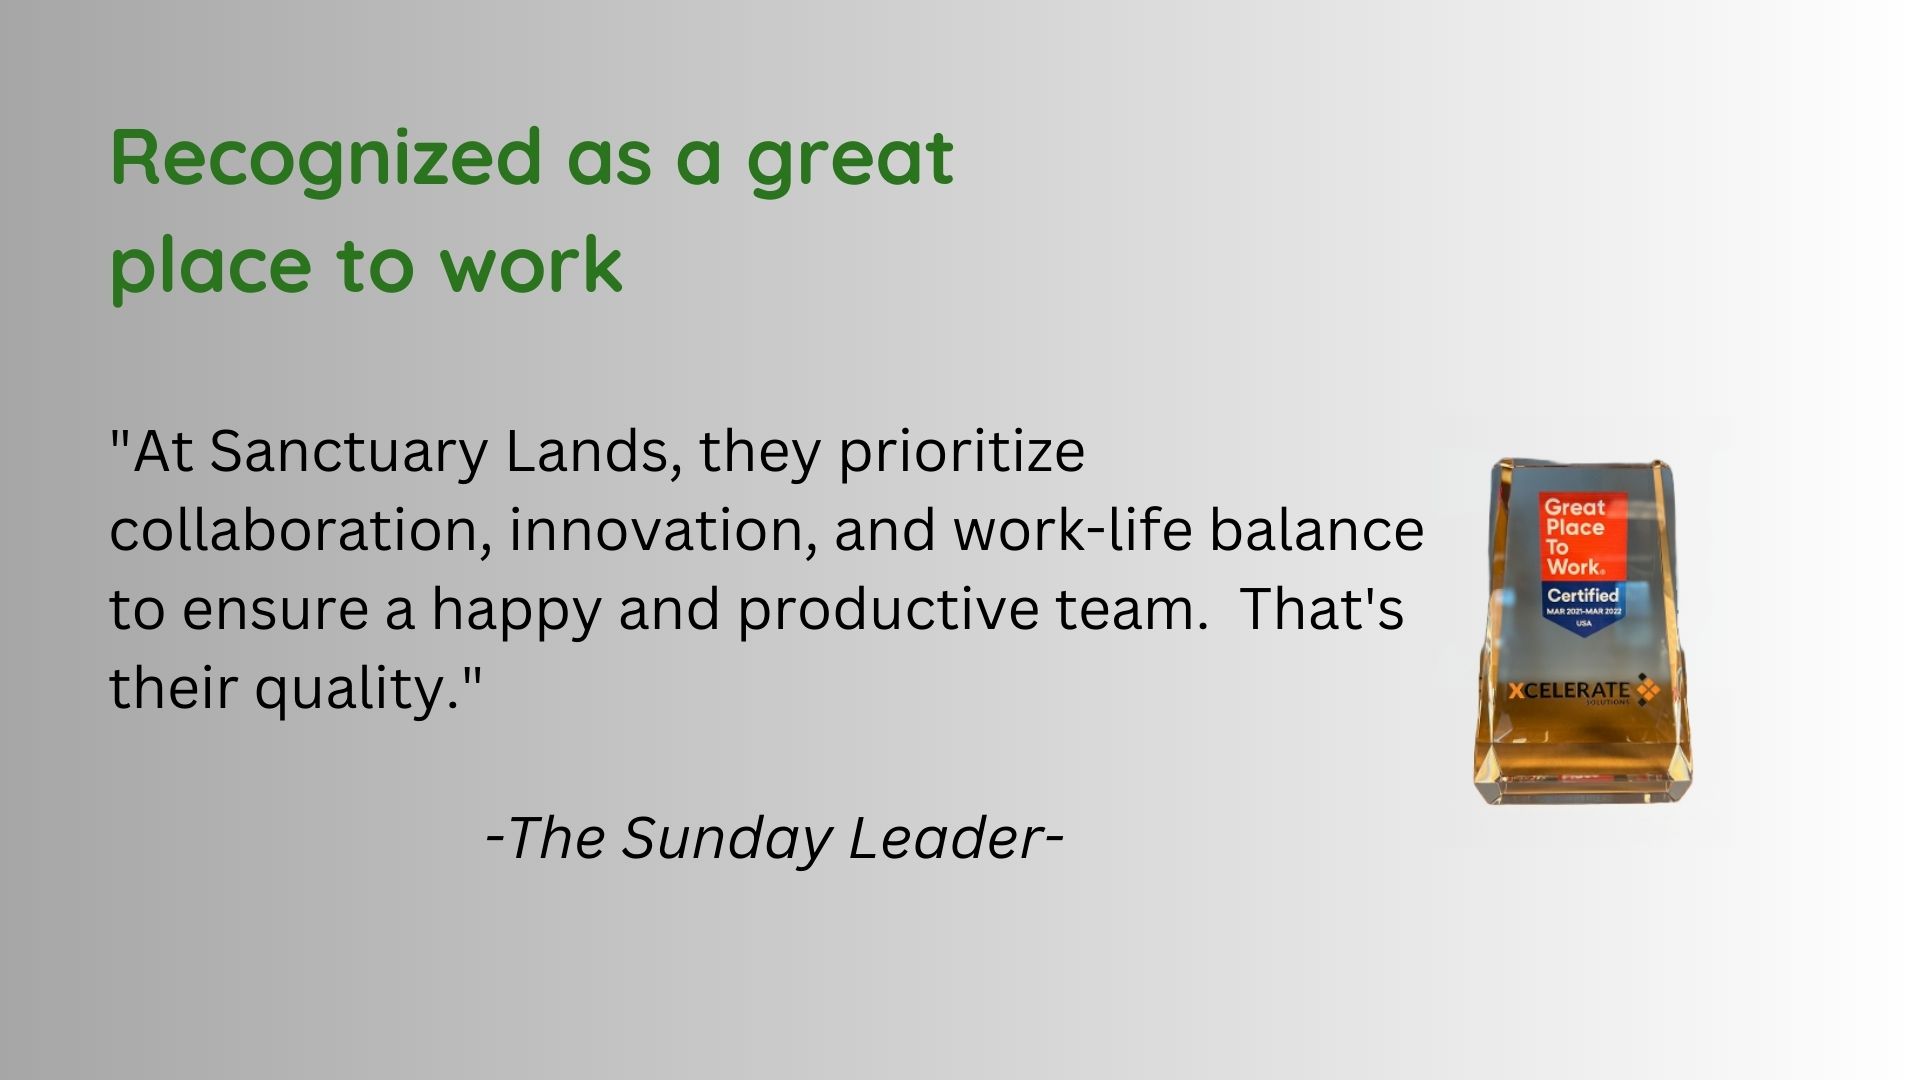 Recognized as a great
place to work
"At Sanctuary Lands, they prioritize
collaboration, innovation, and work-life balance
to ensure a happy and productive team.  That's
their quality."
-The Sunday Leader-
Great
Place
To
Work®
Certified
MAR 2021-MAR 2022
USA
XCELERATE
SOLUTIONS